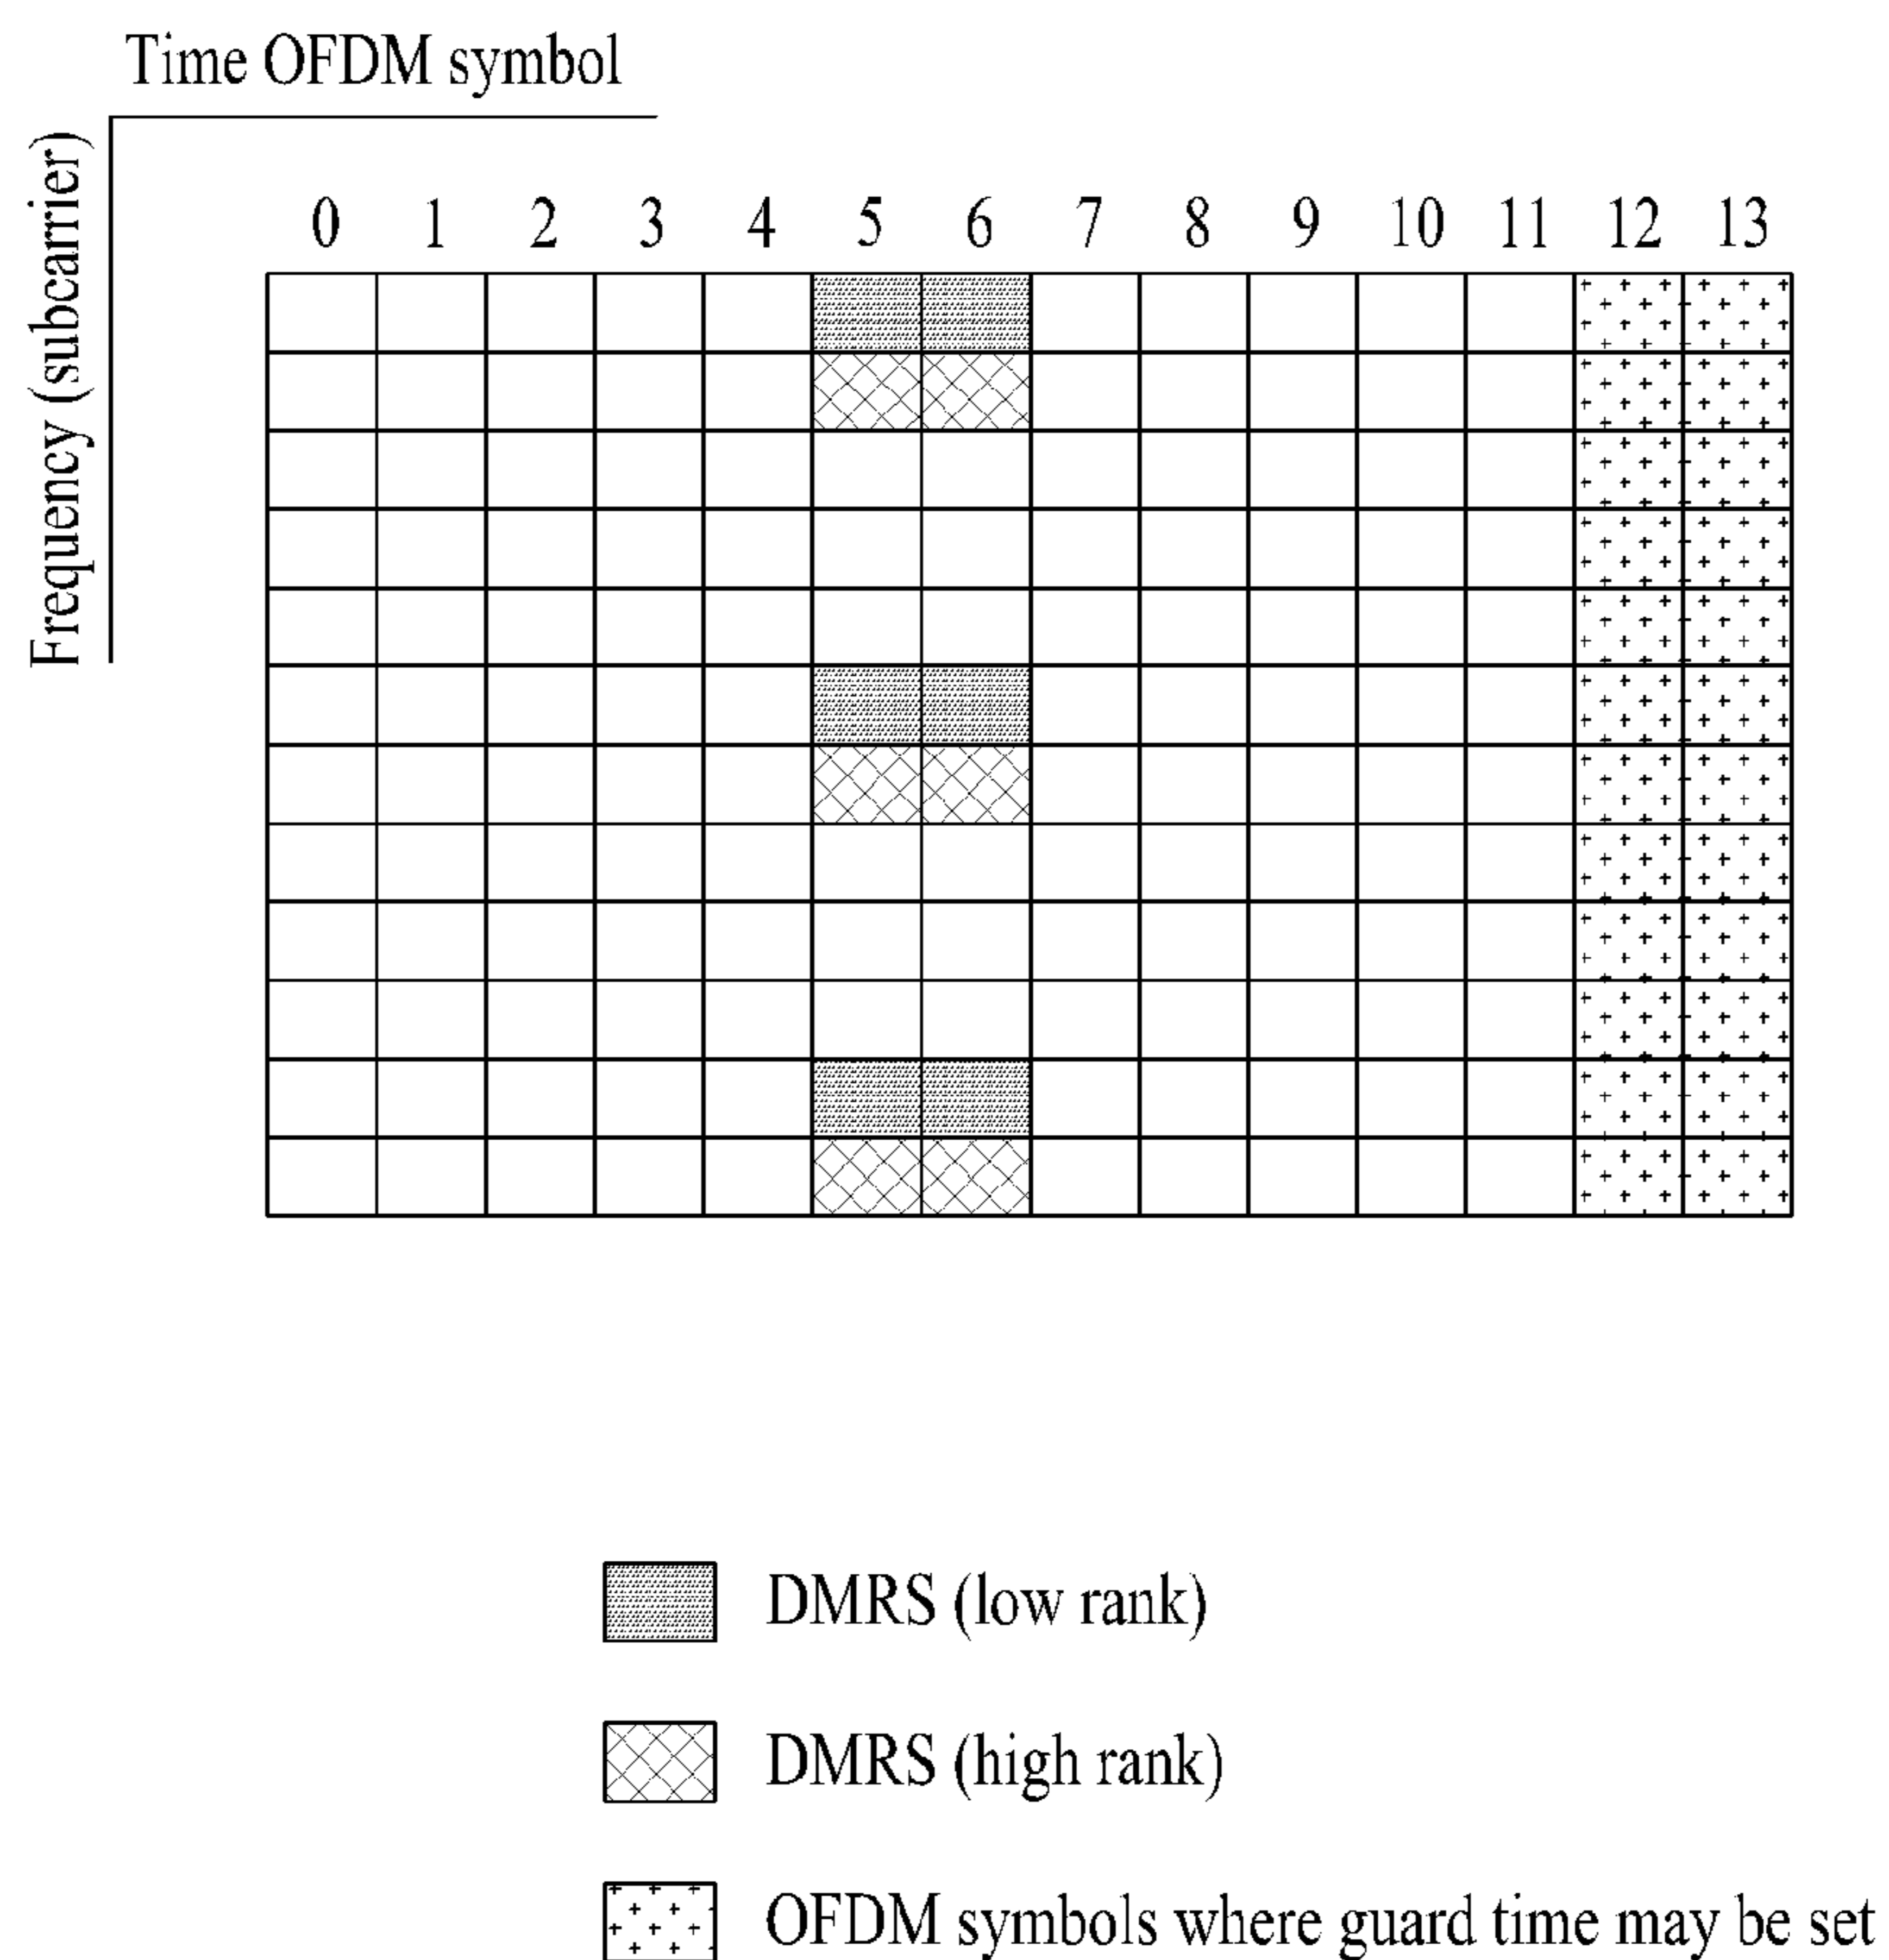 Time OFDM symbol
Frequency (subcarrier)
0 1 2 3 4 5 6 7 8 9 10 11 12 13
DMRS (low rank)
DMRS (high rank)
OFDM symbols where guard time may be set